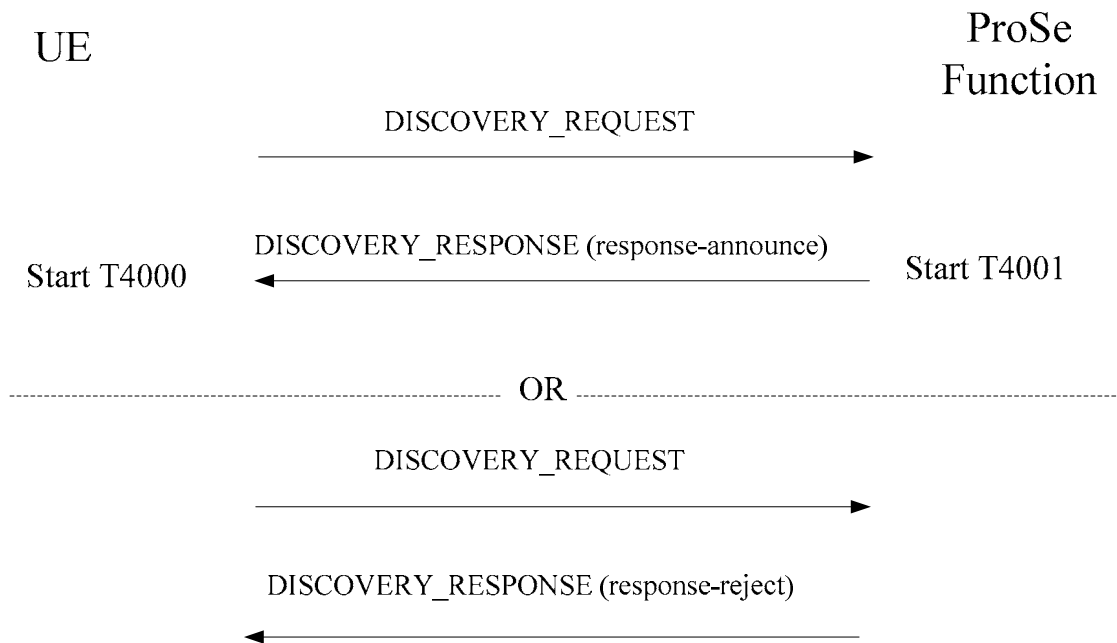 UE
ProSe
Function
DISCOVERY_REQUEST
DISCOVERY_RESPONSE (response-announce)
Start T4000
Start T4001
OR
DISCOVERY_REQUEST
DISCOVERY_RESPONSE (response-reject)